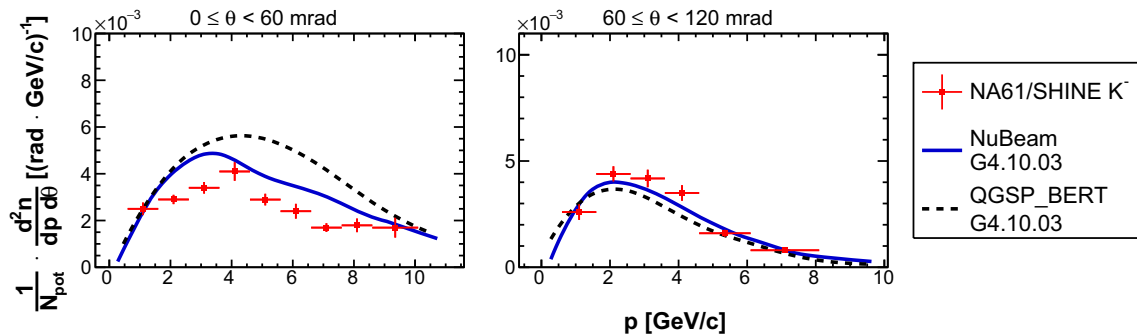 ×10⁻³ 0 ≤ θ < 60 mrad
×10⁻³ 60 ≤ θ < 120 mrad
1/N_pot · d²n/dp dθ [(rad · GeV/c)⁻¹]
10
8
6
4
2
0
0 2 4 6 8 10
10
5
0
0 2 4 6 8 10
p [GeV/c]
NA61/SHINE K⁻
NuBeam
G4.10.03
QGSP_BERT
G4.10.03